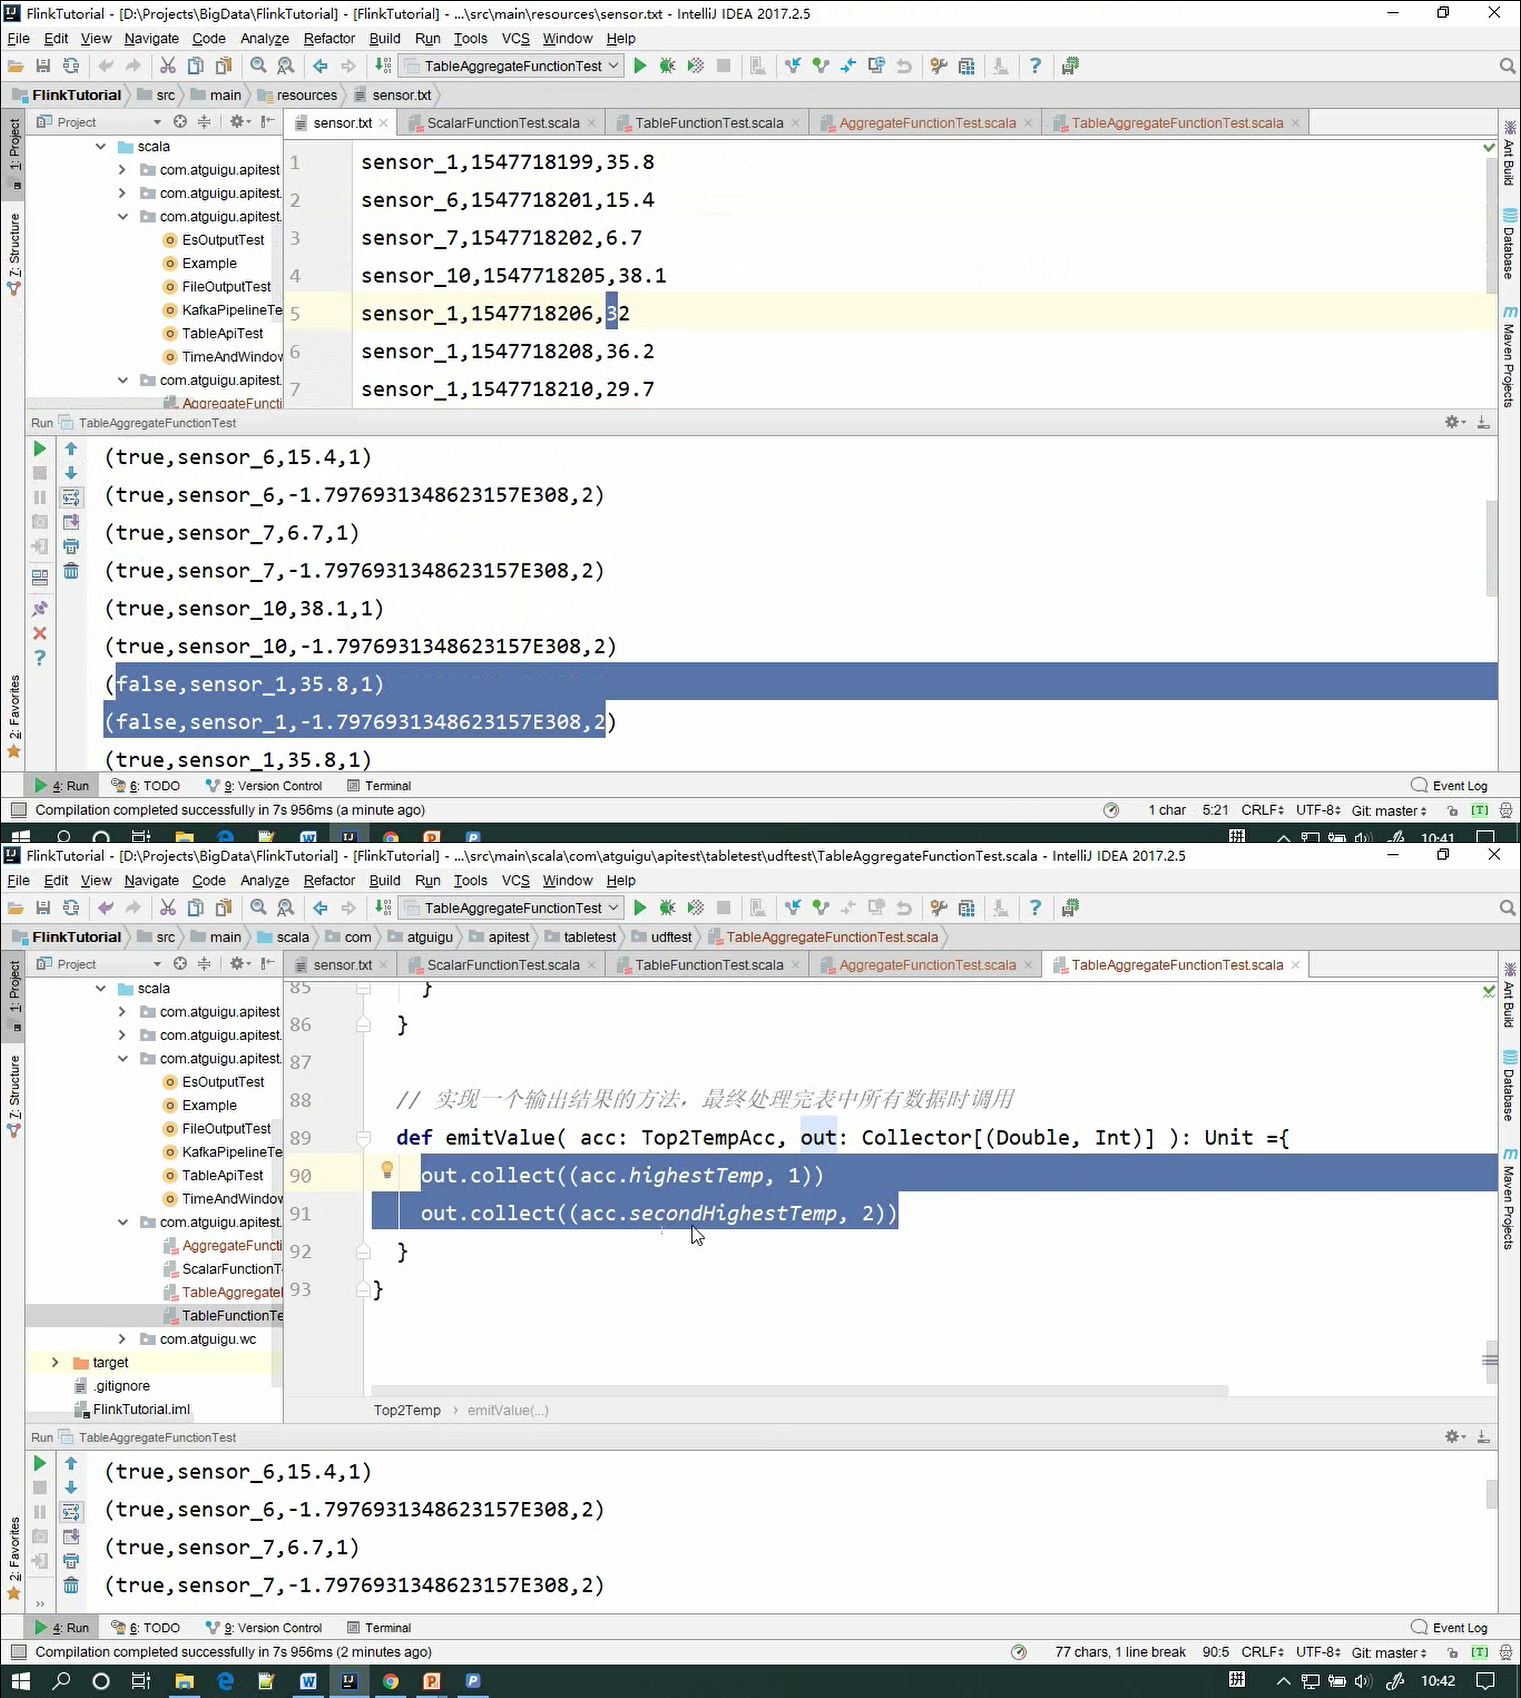 FlinkTutorial - [D:\Projects\BigData\FlinkTutorial] - [FlinkTutorial] - ...\src\main\resources\sensor.txt - IntelliJ IDEA 2017.2.5
File Edit View Navigate Code Analyze Refactor Build Run Tools VCS Window Help
TableAggregateFunctionTest
FlinkTutorial src main resources sensor.txt
1: Project
7: Structure
2: Favorites
Project
sensor.txt ScalarFunctionTest.scala TableFunctionTest.scala AggregateFunctionTest.scala TableAggregateFunctionTest.scala
scala
com.atguigu.apitest
com.atguigu.apitest.
com.atguigu.apitest.
EsOutputTest
Example
FileOutputTest
KafkaPipelineTe
TableApiTest
TimeAndWindow
com.atguigu.apitest.
AggregateFuncti
1 sensor_1,1547718199,35.8
2 sensor_6,1547718201,15.4
3 sensor_7,1547718202,6.7
4 sensor_10,1547718205,38.1
5 sensor_1,1547718206,32
6 sensor_1,1547718208,36.2
7 sensor_1,1547718210,29.7
Ant Build
Database
Maven Projects
Run TableAggregateFunctionTest
(true,sensor_6,15.4,1)
(true,sensor_6,-1.7976931348623157E308,2)
(true,sensor_7,6.7,1)
(true,sensor_7,-1.7976931348623157E308,2)
(true,sensor_10,38.1,1)
(true,sensor_10,-1.7976931348623157E308,2)
(false,sensor_1,35.8,1)
(false,sensor_1,-1.7976931348623157E308,2)
(true,sensor_1,35.8,1)
4: Run 6: TODO 9: Version Control Terminal Event Log
Compilation completed successfully in 7s 956ms (a minute ago) 1 char 5:21 CRLF UTF-8 Git: master [T]
拼 10:41
FlinkTutorial - [D:\Projects\BigData\FlinkTutorial] - [FlinkTutorial] - ...\src\main\scala\com\atguigu\apitest\tabletest\udftest\TableAggregateFunctionTest.scala - IntelliJ IDEA 2017.2.5
File Edit View Navigate Code Analyze Refactor Build Run Tools VCS Window Help
TableAggregateFunctionTest
FlinkTutorial src main scala com atguigu apitest tabletest udftest TableAggregateFunctionTest.scala
1: Project
7: Structure
2: Favorites
Project
sensor.txt ScalarFunctionTest.scala TableFunctionTest.scala AggregateFunctionTest.scala TableAggregateFunctionTest.scala
scala
com.atguigu.apitest
com.atguigu.apitest.
com.atguigu.apitest.
EsOutputTest
Example
FileOutputTest
KafkaPipelineTe
TableApiTest
TimeAndWindow
com.atguigu.apitest.
AggregateFuncti
ScalarFunctionT
TableAggregatel
TableFunctionTe
com.atguigu.wc
target
.gitignore
FlinkTutorial.iml
85 }
86 }
87
88 // 实现一个输出结果的方法，最终处理完表中所有数据时调用
89 def emitValue( acc: Top2TempAcc, out: Collector[(Double, Int)] ): Unit ={
90 out.collect((acc.highestTemp, 1))
91 out.collect((acc.secondHighestTemp, 2))
92 }
93 }
Top2Temp › emitValue(...)
Ant Build
Database
Maven Projects
Run TableAggregateFunctionTest
(true,sensor_6,15.4,1)
(true,sensor_6,-1.7976931348623157E308,2)
(true,sensor_7,6.7,1)
(true,sensor_7,-1.7976931348623157E308,2)
4: Run 6: TODO 9: Version Control Terminal Event Log
Compilation completed successfully in 7s 956ms (2 minutes ago) 77 chars, 1 line break 90:5 CRLF UTF-8 Git: master [T]
拼 10:42